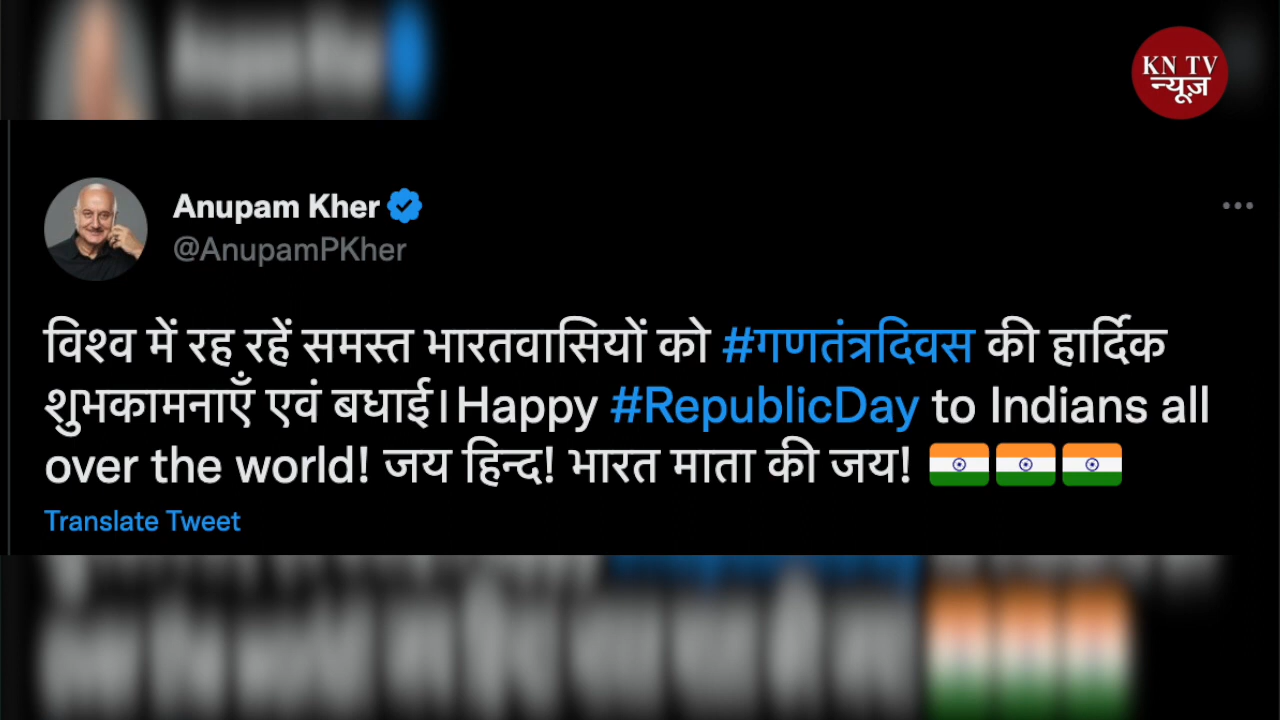 KN TV
न्यूज़
Anupam Kher
@AnupamPKher
विश्व में रह रहें समस्त भारतवासियों को #गणतंत्रदिवस की हार्दिक
शुभकामनाएँ एवं बधाई।Happy #RepublicDay to Indians all
over the world! जय हिन्द! भारत माता की जय! 🇮🇳🇮🇳🇮🇳
Translate Tweet